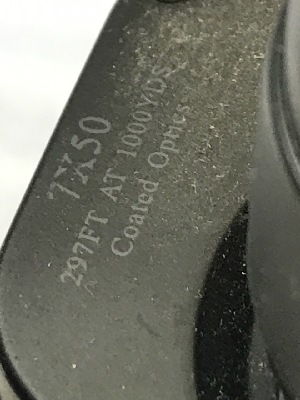 7X50
297FT AT 1000YDS
Coated Optics